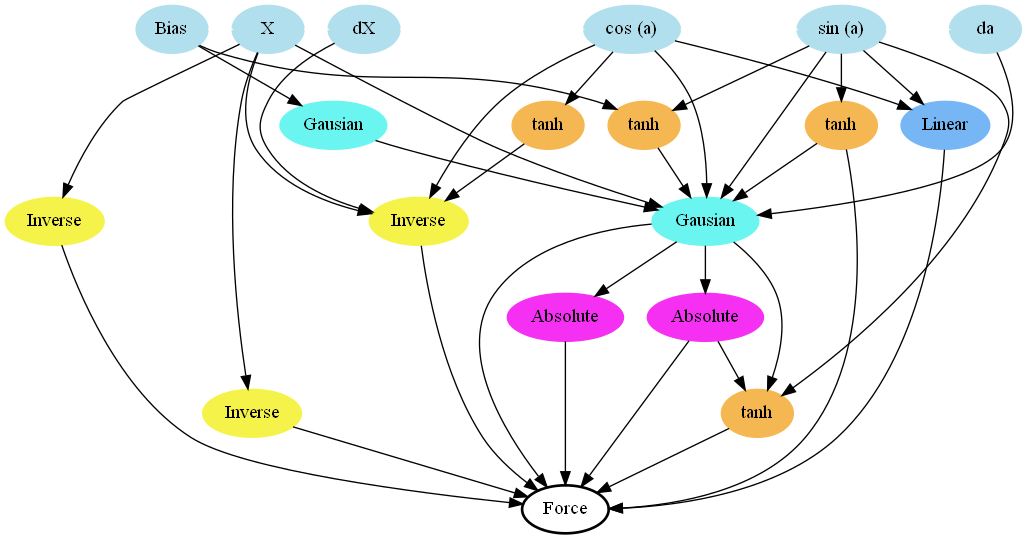 Bias
X
dX
cos (a)
sin (a)
da
Gausian
tanh
tanh
tanh
Linear
Inverse
Inverse
Gausian
Absolute
Absolute
Inverse
tanh
Force